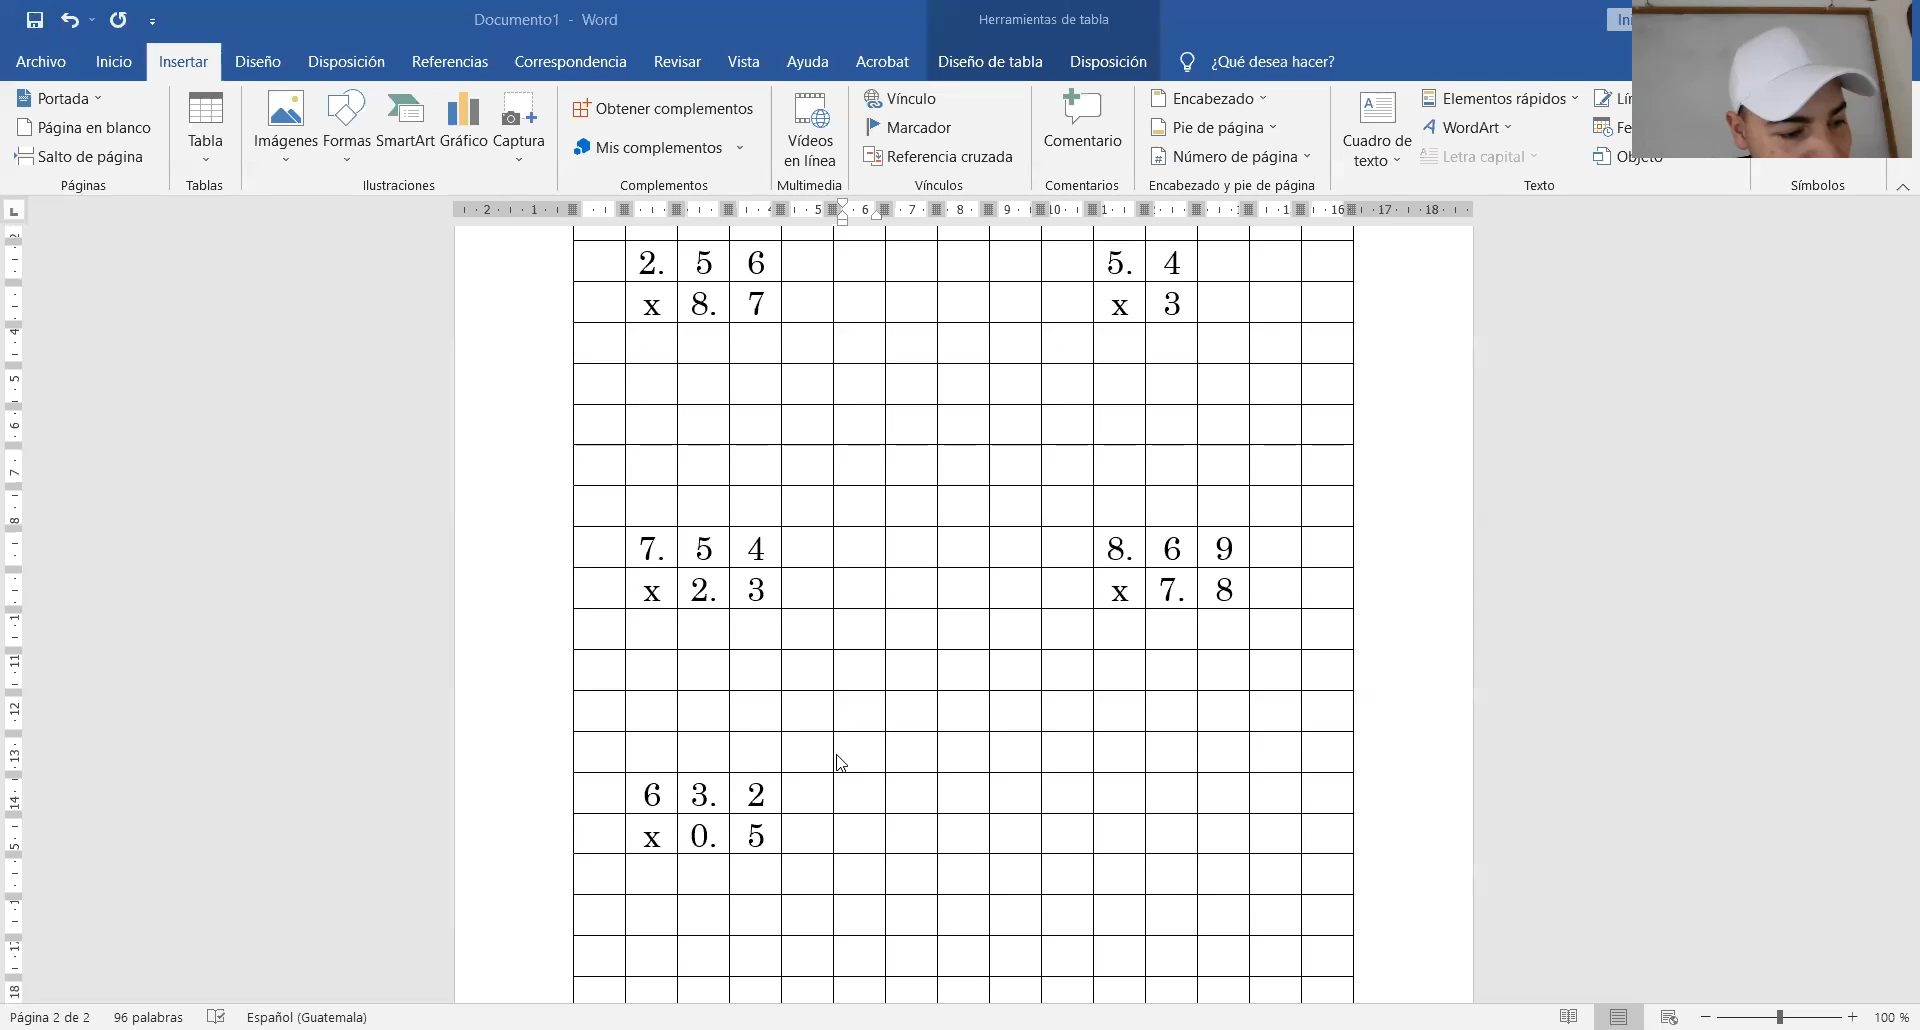 Documento1 - Word
Herramientas de tabla
Archivo Inicio Insertar Diseño Disposición Referencias Correspondencia Revisar Vista Ayuda Acrobat Diseño de tabla Disposición ¿Qué desea hacer?
Portada
Página en blanco
Salto de página
Páginas
Tabla
Tablas
Imágenes Formas SmartArt Gráfico Captura
Ilustraciones
Obtener complementos
Mis complementos
Complementos
Vídeos
en línea
Multimedia
Vínculo
Marcador
Referencia cruzada
Vínculos
Comentario
Comentarios
Encabezado
Pie de página
Número de página
Encabezado y pie de página
Cuadro de
texto
Elementos rápidos
WordArt
Letra capital
Objeto
Texto
Símbolos
2. 5 6 5. 4
x 8. 7 x 3
7. 5 4 8. 6 9
x 2. 3 x 7. 8
6 3. 2
x 0. 5
Página 2 de 2 96 palabras Español (Guatemala) 100 %